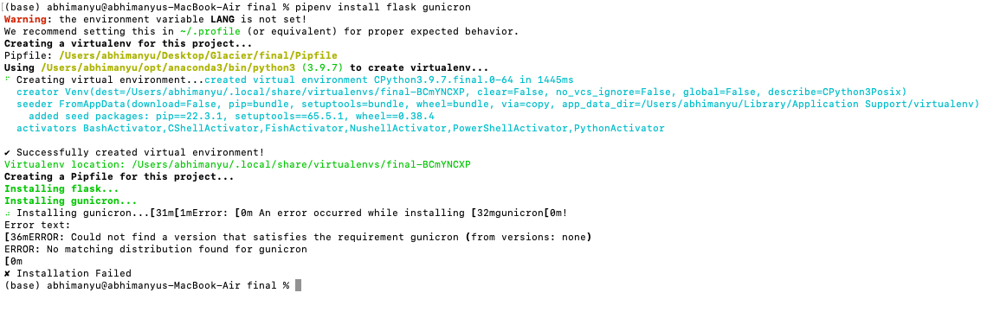 (base) abhimanyu@abhimanyus-MacBook-Air final % pipenv install flask gunicron
Warning: the environment variable LANG is not set!
We recommend setting this in ~/.profile (or equivalent) for proper expected behavior.
Creating a virtualenv for this project...
Pipfile: /Users/abhimanyu/Desktop/Glacier/final/Pipfile
Using /Users/abhimanyu/opt/anaconda3/bin/python3 (3.9.7) to create virtualenv...
⠋ Creating virtual environment...created virtual environment CPython3.9.7.final.0-64 in 1445ms
  creator Venv(dest=/Users/abhimanyu/.local/share/virtualenvs/final-BCmYNCXP, clear=False, no_vcs_ignore=False, global=False, describe=CPython3Posix)
  seeder FromAppData(download=False, pip=bundle, setuptools=bundle, wheel=bundle, via=copy, app_data_dir=/Users/abhimanyu/Library/Application Support/virtualenv)
    added seed packages: pip==22.3.1, setuptools==65.5.1, wheel==0.38.4
  activators BashActivator,CShellActivator,FishActivator,NushellActivator,PowerShellActivator,PythonActivator
✔ Successfully created virtual environment!
Virtualenv location: /Users/abhimanyu/.local/share/virtualenvs/final-BCmYNCXP
Creating a Pipfile for this project...
Installing flask...
Installing gunicron...
⠴ Installing gunicron...[31m[1mError: [0m An error occurred while installing [32mgunicron[0m!
Error text:
[36mERROR: Could not find a version that satisfies the requirement gunicron (from versions: none)
ERROR: No matching distribution found for gunicron
[0m
✘ Installation Failed
(base) abhimanyu@abhimanyus-MacBook-Air final %